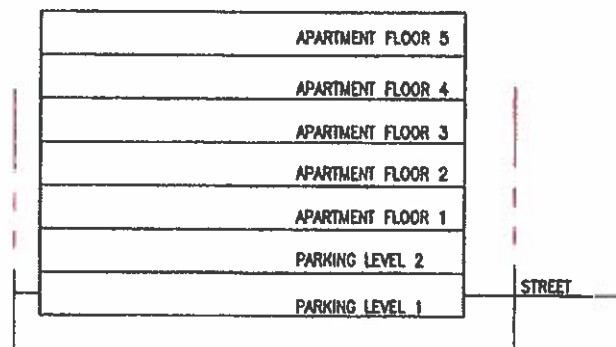 APARTMENT FLOOR 5
APARTMENT FLOOR 4
APARTMENT FLOOR 3
APARTMENT FLOOR 2
APARTMENT FLOOR 1
PARKING LEVEL 2
STREET
PARKING LEVEL 1